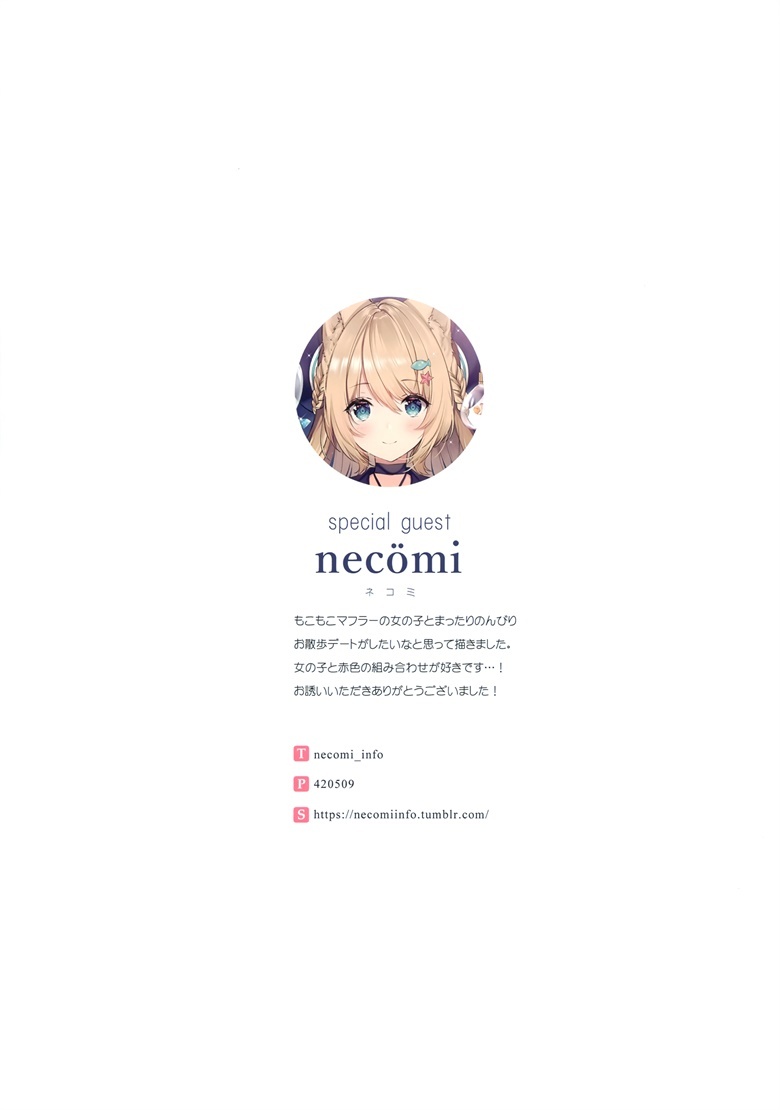 special guest
necömi
ネコミ
もこもこマフラーの女の子とまったりのんびり
お散歩デートがしたいなと思って描きました。
女の子と赤色の組み合わせが好きです…！
お誘いいただきありがとうございました！
T necomi_info
P 420509
S https://necomiinfo.tumblr.com/